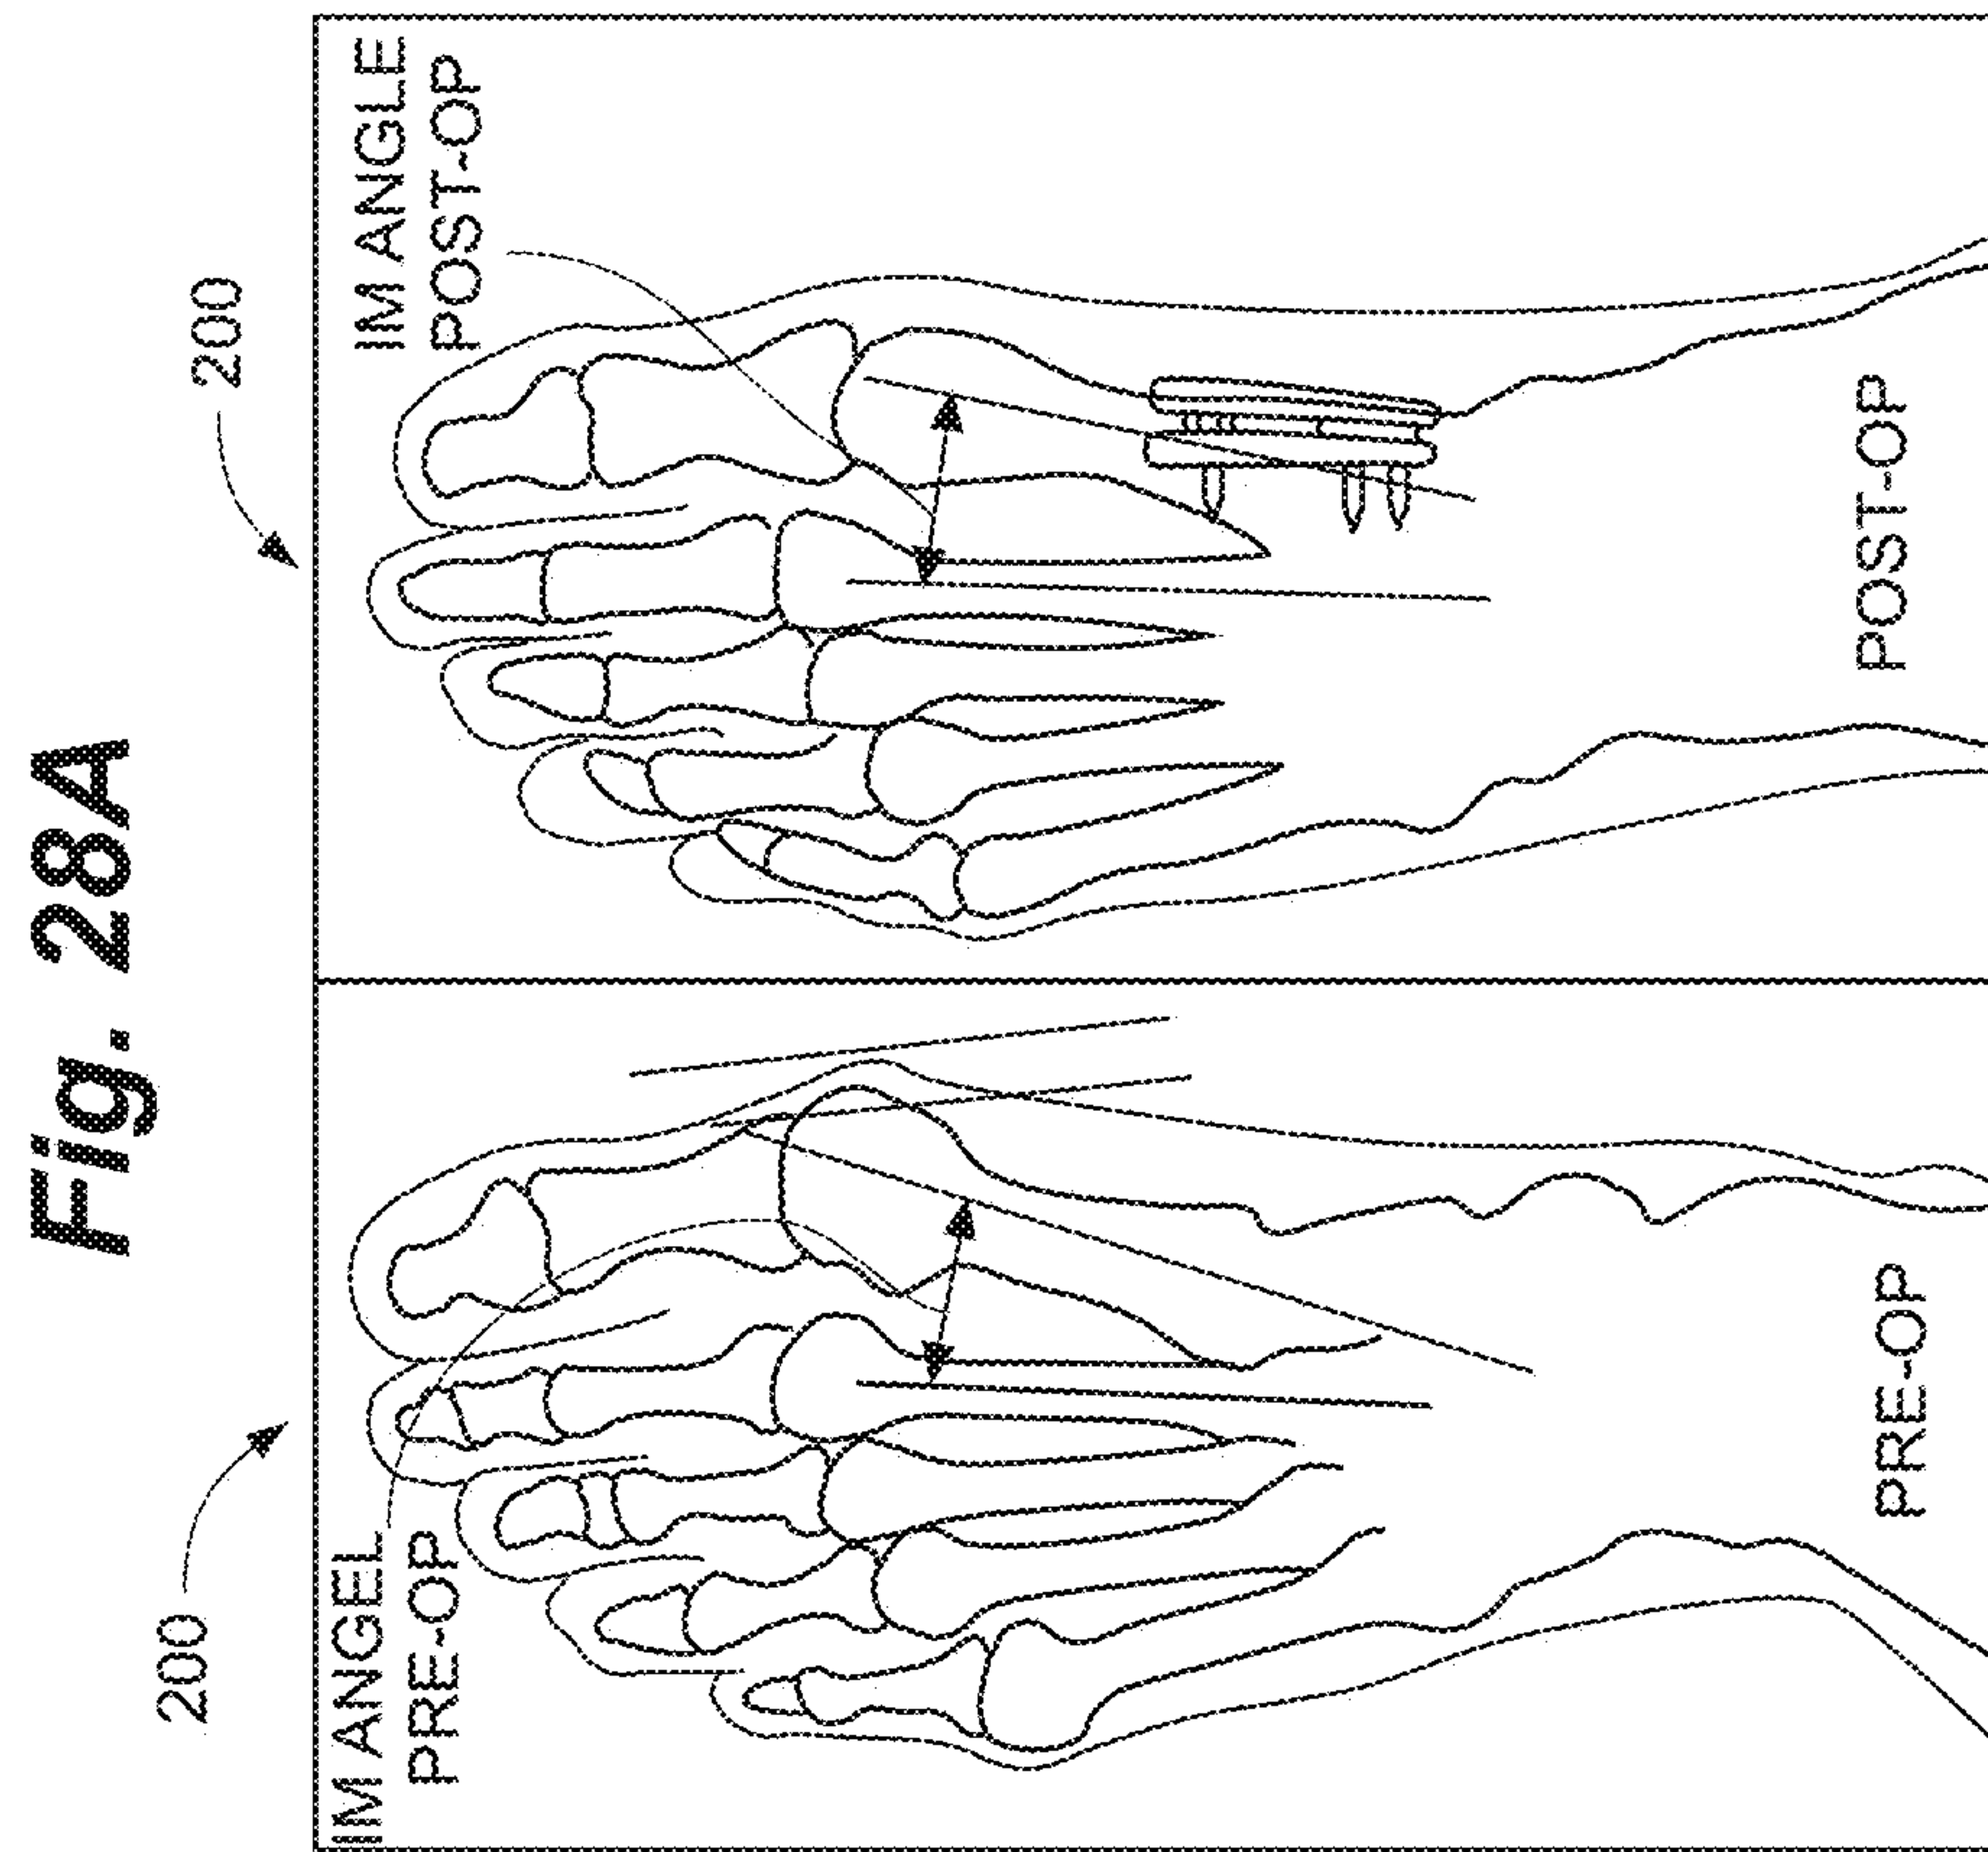 Fig. 28A
200
200
IM ANGEL
PRE-OP
IM ANGLE
POST-OP
PRE-OP
POST-OP